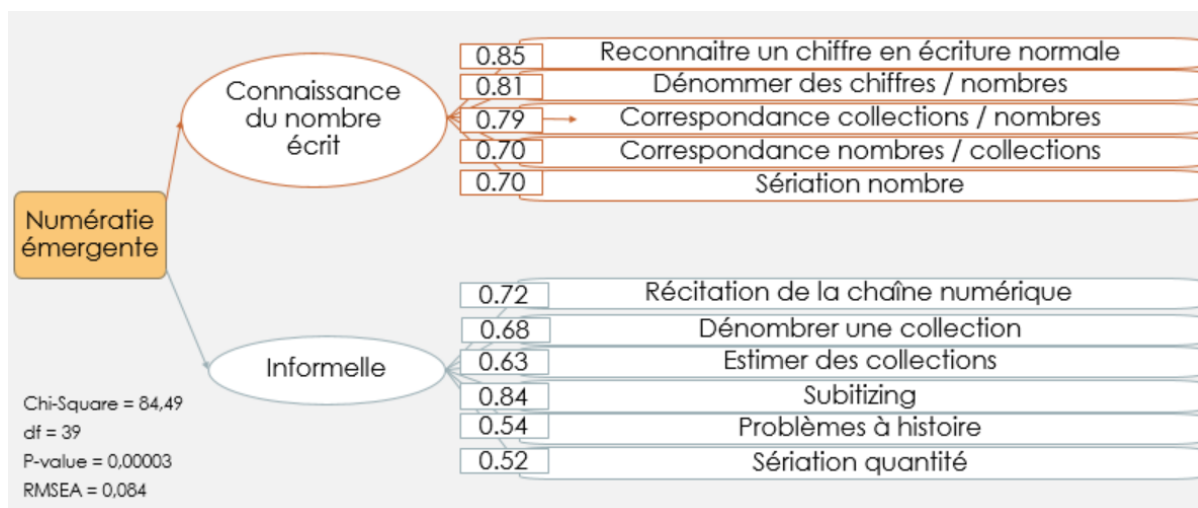 Numératie
émergente
Connaissance
du nombre
écrit
0.85 Reconnaitre un chiffre en écriture normale
0.81 Dénommer des chiffres / nombres
0.79 Correspondance collections / nombres
0.70 Correspondance nombres / collections
0.70 Sériation nombre
Informelle
0.72 Récitation de la chaîne numérique
0.68 Dénombrer une collection
0.63 Estimer des collections
0.84 Subitizing
0.54 Problèmes à histoire
0.52 Sériation quantité
Chi-Square = 84,49
df = 39
P-value = 0,00003
RMSEA = 0,084